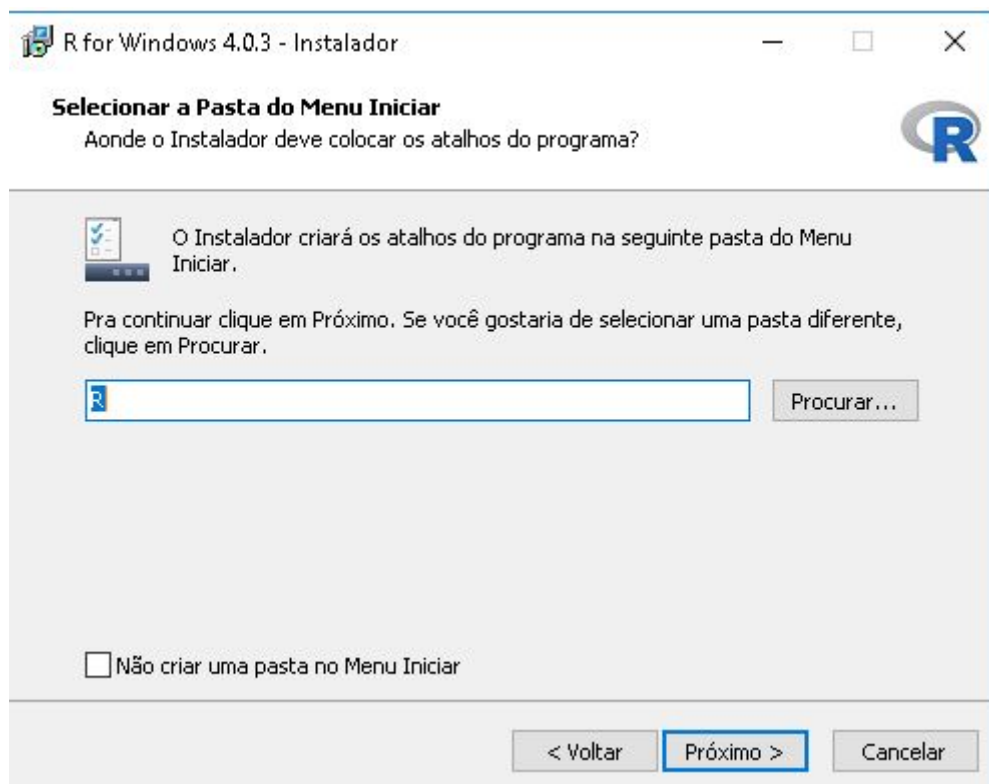 R for Windows 4.0.3 - Instalador
Selecionar a Pasta do Menu Iniciar
Aonde o Instalador deve colocar os atalhos do programa?
R
O Instalador criará os atalhos do programa na seguinte pasta do Menu
Iniciar.
Pra continuar clique em Próximo. Se você gostaria de selecionar uma pasta diferente,
clique em Procurar.
R
Procurar...
Não criar uma pasta no Menu Iniciar
< Voltar
Próximo >
Cancelar